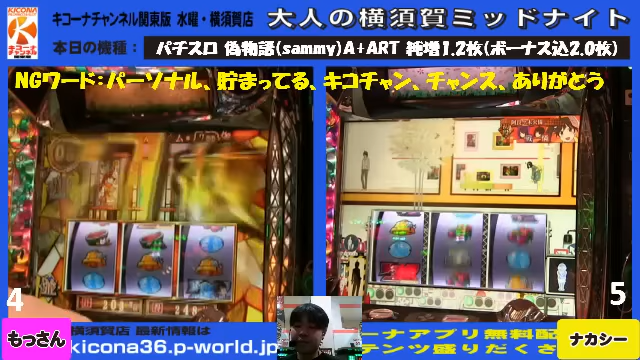 KICONA
キコーナ
キコーナチャンネル関東版 水曜・横須賀店
大人の横須賀ミッドナイト
本日の機種：
パチスロ 偽物語(sammy)A+ART 純増1.2枚(ボーナス込2.0枚)
NGワード：パーソナル、貯まってる、キコチャン、チャンス、ありがとう
4
5
もっさん
横須賀店 最新情報は
kicona36.p-world.jp
ーナアプリ無料配
テンツ盛りだくさ
ナカシー